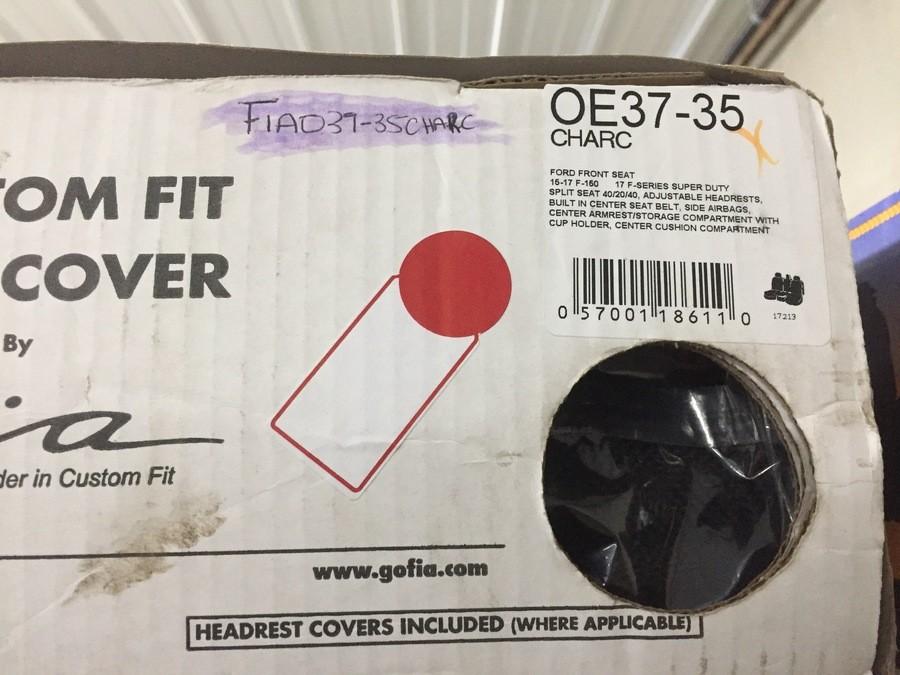 FIAD37-35CHARC
OE37-35
CHARC
FORD FRONT SEAT
15-17 F-150 17 F-SERIES SUPER DUTY
SPLIT SEAT 40/20/40, ADJUSTABLE HEADRESTS,
BUILT IN CENTER SEAT BELT, SIDE AIRBAGS,
CENTER ARMREST/STORAGE COMPARTMENT WITH
CUP HOLDER, CENTER CUSHION COMPARTMENT
0 57001 18611 0
17213
TOM FIT
COVER
By
ia
der in Custom Fit
www.gofia.com
HEADREST COVERS INCLUDED (WHERE APPLICABLE)